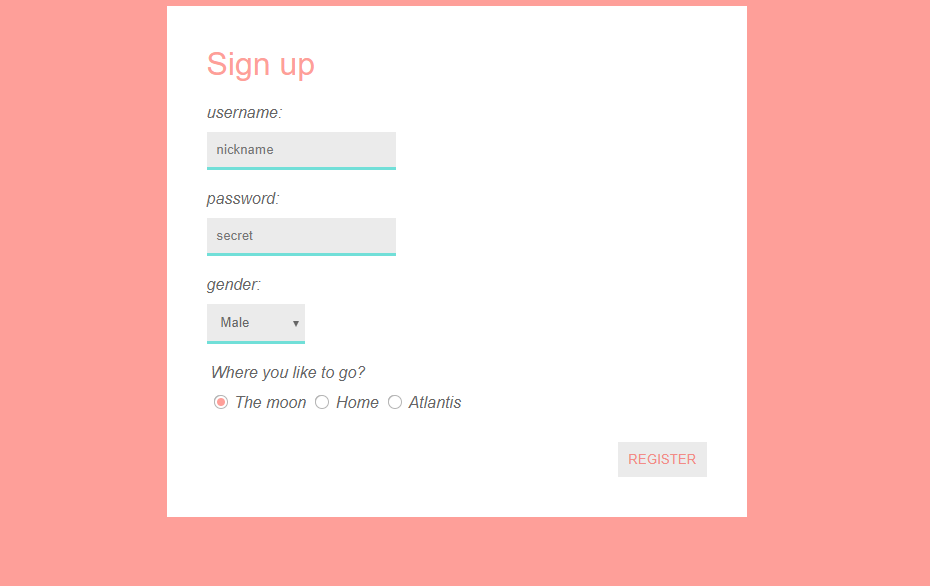 Sign up
username:
nickname
password:
secret
gender:
Male
Where you like to go?
The moon Home Atlantis
REGISTER